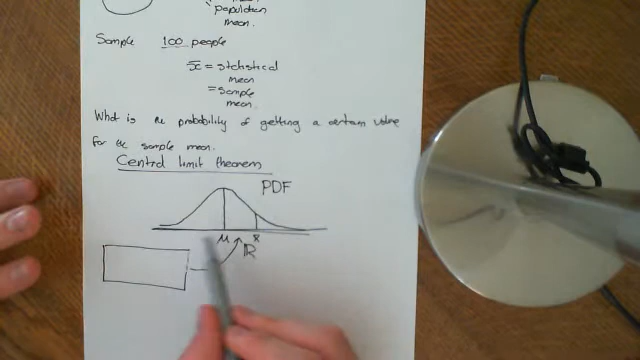 population
mean.
Sample 100 people
x̄ = statistical
mean
= sample
mean.
What is the probability of getting a certain value
for the sample mean.
Central limit theorem
PDF
μ x̄
ℝ